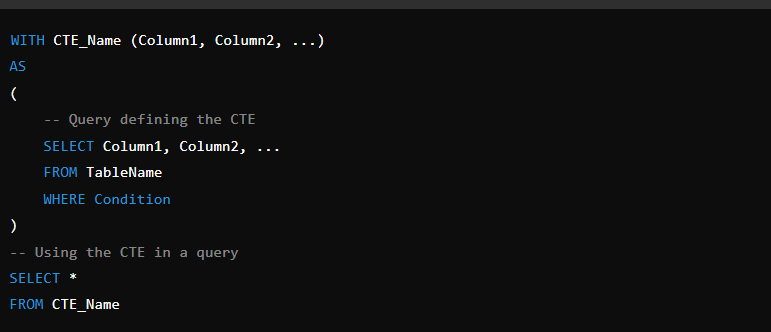 WITH CTE_Name (Column1, Column2, ...)
AS
(
    -- Query defining the CTE
    SELECT Column1, Column2, ...
    FROM TableName
    WHERE Condition
)
-- Using the CTE in a query
SELECT *
FROM CTE_Name